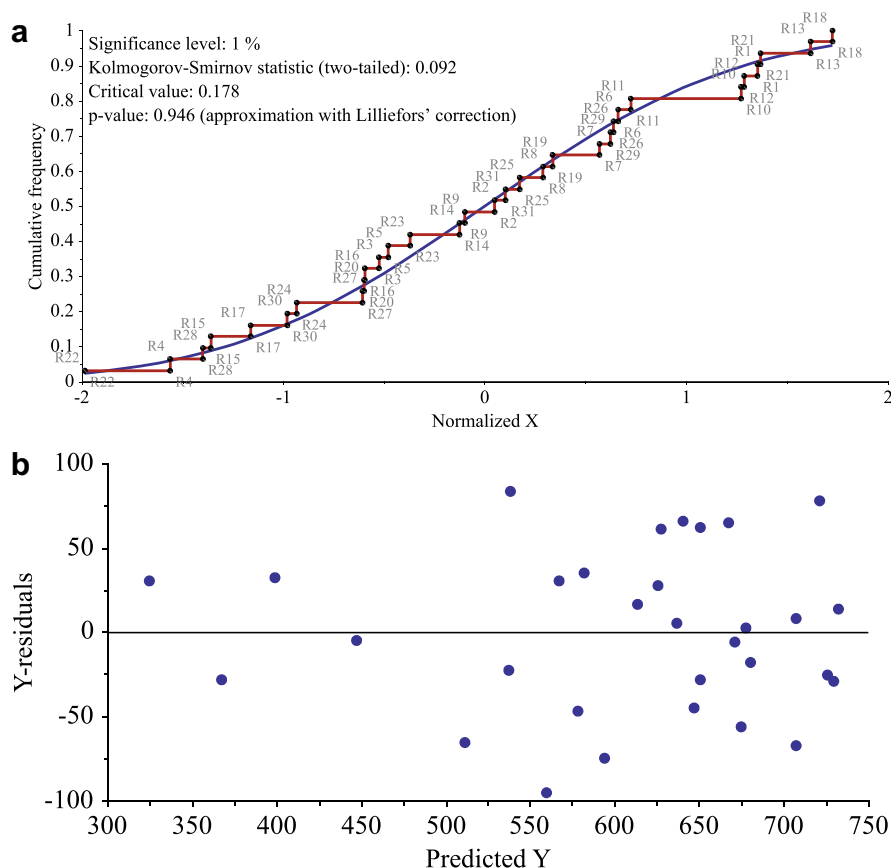 a
Significance level: 1 %
Kolmogorov-Smirnov statistic (two-tailed): 0.092
Critical value: 0.178
p-value: 0.946 (approximation with Lilliefors’ correction)
Cumulative frequency
1
0.9
0.8
0.7
0.6
0.5
0.4
0.3
0.2
0.1
0
R18
R13
R18
R21
R13
R1
R12
R21
R10
R1
R11
R12
R6
R10
R26
R11
R29
R6
R7
R26
R19
R29
R8
R7
R25
R19
R31
R8
R2
R25
R9
R31
R14
R2
R23
R9
R5
R14
R3
R23
R16
R5
R20
R3
R27
R16
R24
R20
R30
R27
R17
R24
R15
R30
R28
R17
R4
R15
R22
R28
R22
R4
-2 -1 0 1 2
Normalized X
b
Y-residuals
100
50
0
-50
-100
300 350 400 450 500 550 600 650 700 750
Predicted Y